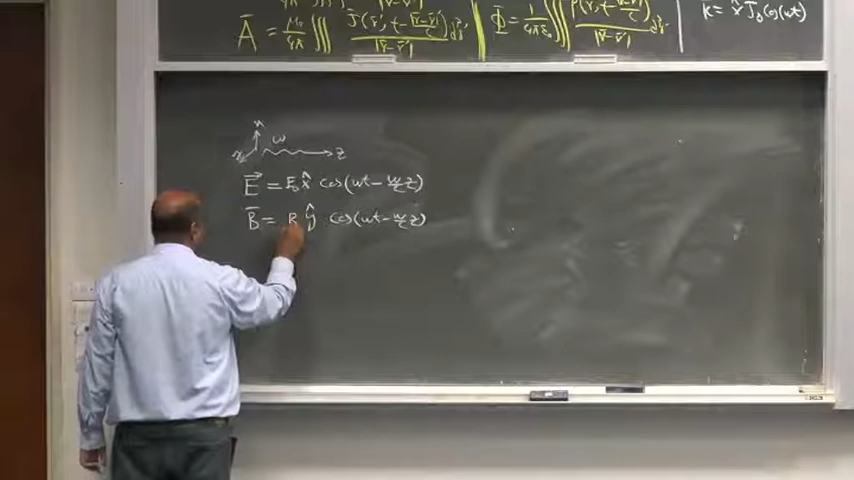 Ā = μ₀/4π ∭ J̄(r̄', t - |r̄-r̄'|/c) / |r̄-r̄'| d³r'
Φ = 1/4πε₀ ∭ ρ(r̄', t - |r̄-r̄'|/c) / |r̄-r̄'| d³r'
K = x̂ J₀ Cos(ωt)
x
ω
y z
E⃗ = E₀ x̂ Cos(ωt - ω/c z)
B̄ = B ŷ Cos(ωt - ω/c z)